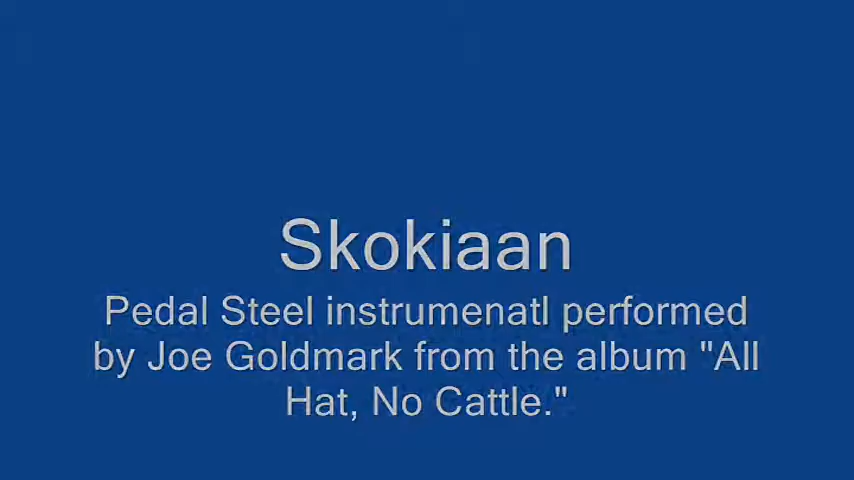 Skokiaan
Pedal Steel instrumenatl performed
by Joe Goldmark from the album "All
Hat, No Cattle."